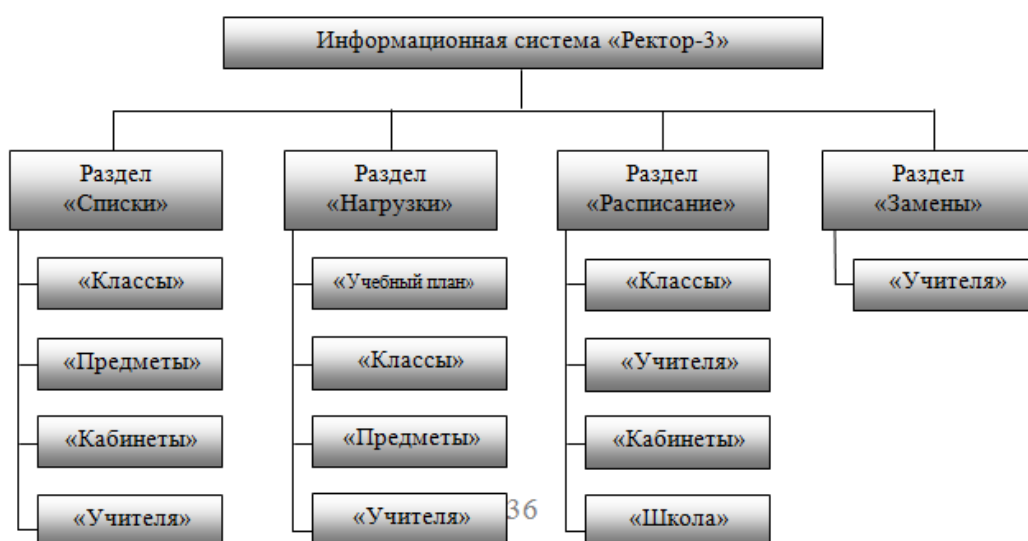 Информационная система «Ректор-3»
Раздел
«Списки»
«Классы»
«Предметы»
«Кабинеты»
«Учителя»
Раздел
«Нагрузки»
«Учебный план»
«Классы»
«Предметы»
«Учителя»
Раздел
«Расписание»
«Классы»
«Учителя»
«Кабинеты»
«Школа»
Раздел
«Замены»
«Учителя»
36